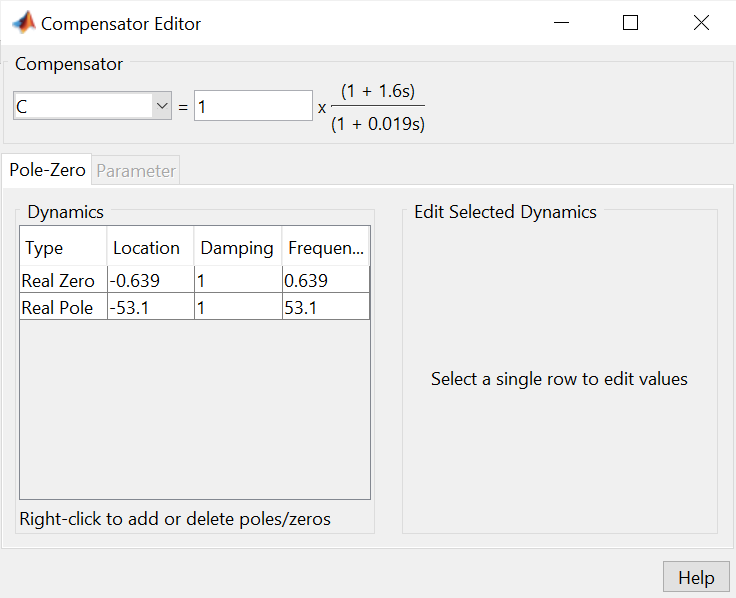 Compensator Editor
Compensator
C = 1 x (1 + 1.6s)
(1 + 0.019s)
Pole-Zero Parameter
Dynamics
Type Location Damping Frequen...
Real Zero -0.639 1 0.639
Real Pole -53.1 1 53.1
Right-click to add or delete poles/zeros
Edit Selected Dynamics
Select a single row to edit values
Help